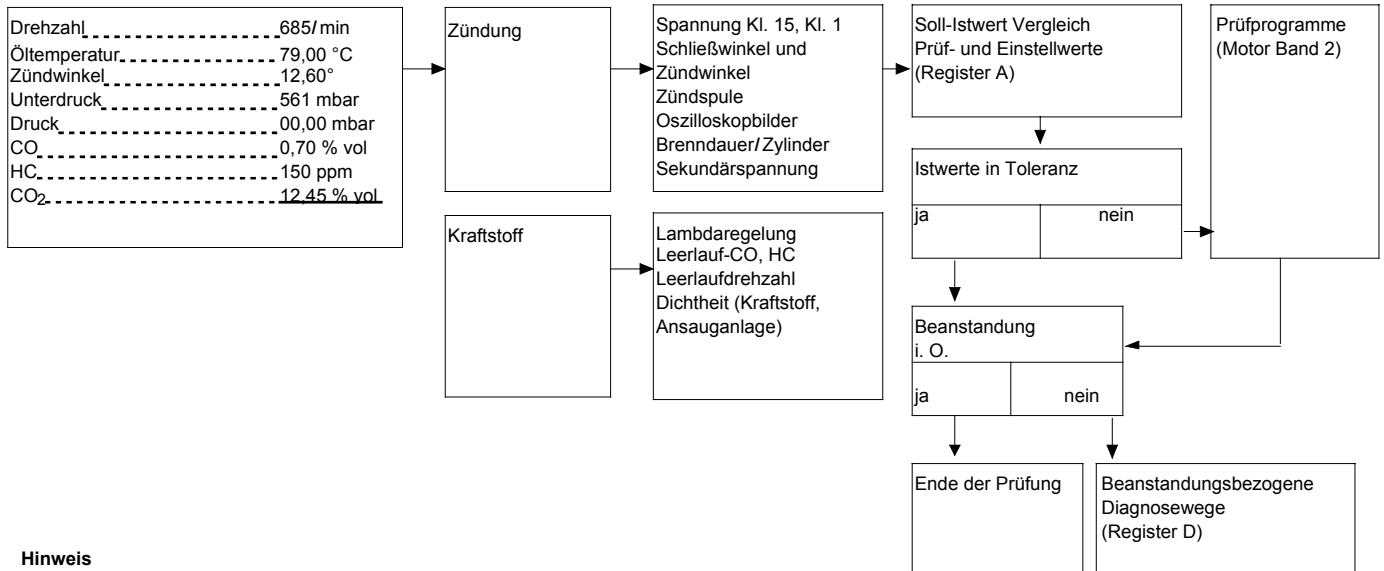 Drehzahl 685/min
Öltemperatur 79,00 °C
Zündwinkel 12,60°
Unterdruck 561 mbar
Druck 00,00 mbar
CO 0,70 % vol
HC 150 ppm
CO2 12,45 % vol
Zündung
Spannung Kl. 15, Kl. 1
Schließwinkel und
Zündwinkel
Zündspule
Oszilloskopbilder
Brenndauer/Zylinder
Sekundärspannung
Soll-Istwert Vergleich
Prüf- und Einstellwerte
(Register A)
Prüfprogramme
(Motor Band 2)
Istwerte in Toleranz
ja nein
Kraftstoff
Lambdaregelung
Leerlauf-CO, HC
Leerlaufdrehzahl
Dichtheit (Kraftstoff,
Ansauganlage)
Beanstandung
i. O.
ja nein
Ende der Prüfung
Beanstandungsbezogene
Diagnosewege
(Register D)
Hinweis